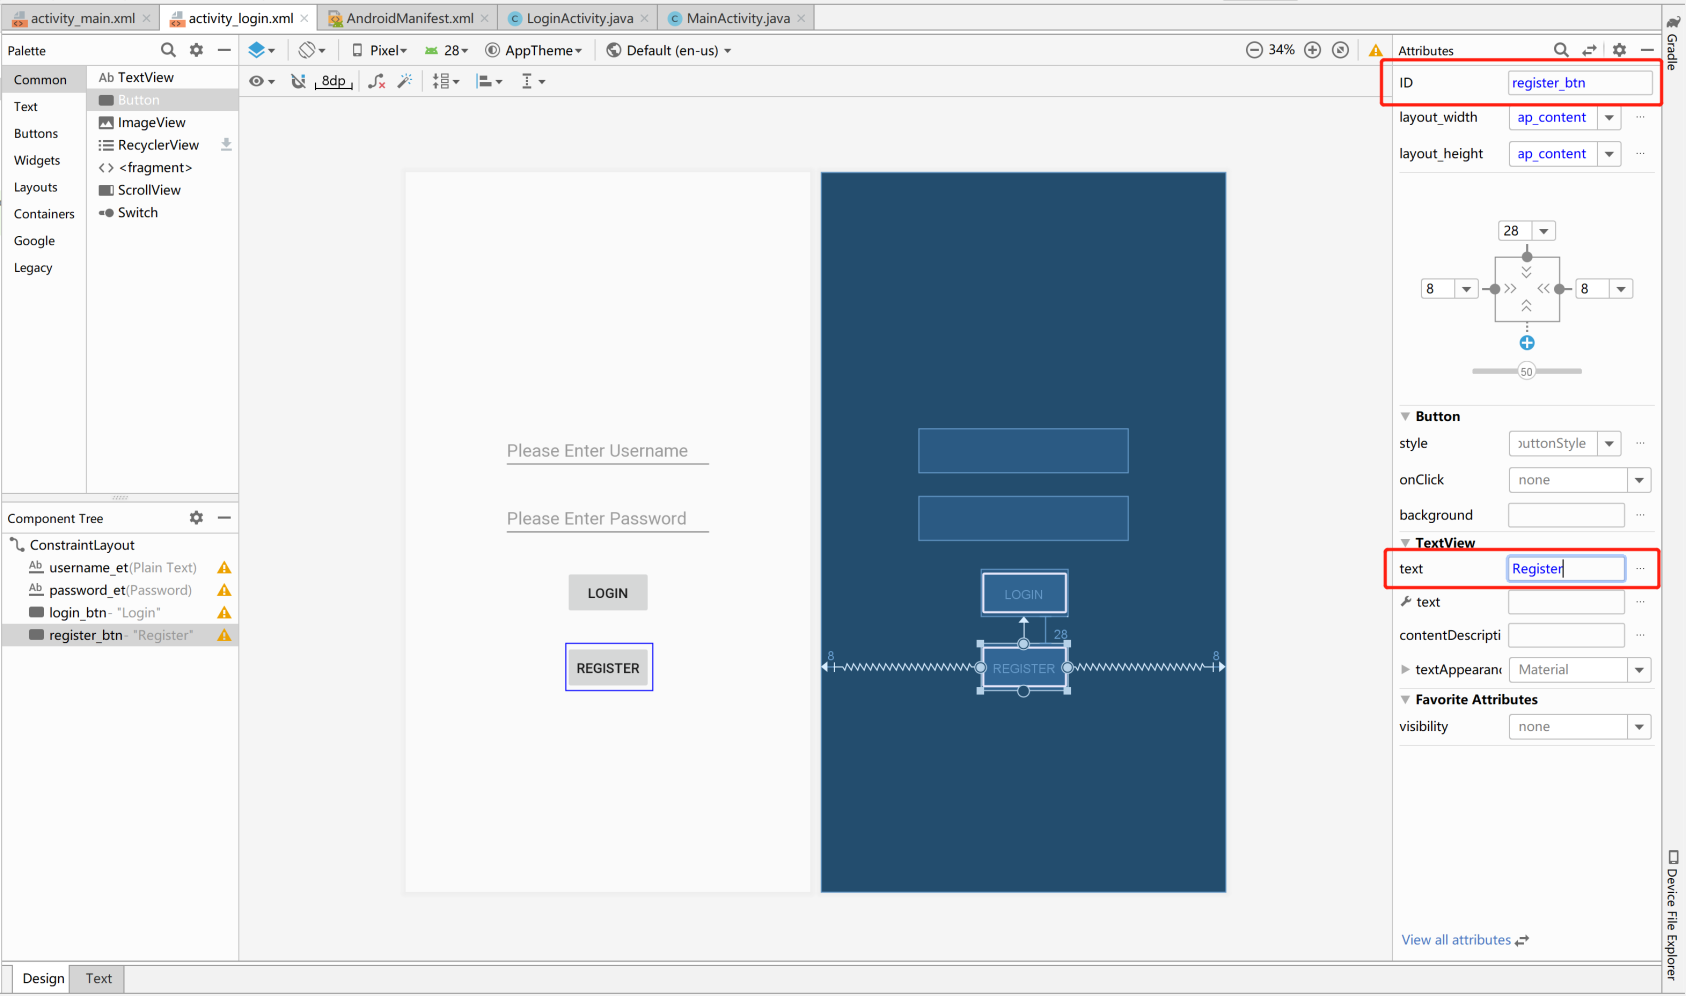 activity_main.xml
activity_login.xml
AndroidManifest.xml
LoginActivity.java
MainActivity.java
Palette
Pixel
28
AppTheme
Default (en-us)
34%
Attributes
8dp
Common
Text
Buttons
Widgets
Layouts
Containers
Google
Legacy
Ab TextView
Button
ImageView
RecyclerView
<fragment>
ScrollView
Switch
Component Tree
ConstraintLayout
Ab username_et(Plain Text)
Ab password_et(Password)
login_btn- "Login"
register_btn- "Register"
Please Enter Username
Please Enter Password
LOGIN
REGISTER
LOGIN
28
8
REGISTER
8
ID
register_btn
layout_width
ap_content
layout_height
ap_content
28
8
8
50
Button
style
buttonStyle
onClick
none
background
TextView
text
Register
text
contentDescripti
textAppearanc
Material
Favorite Attributes
visibility
none
View all attributes
Gradle
Device File Explorer
Design
Text